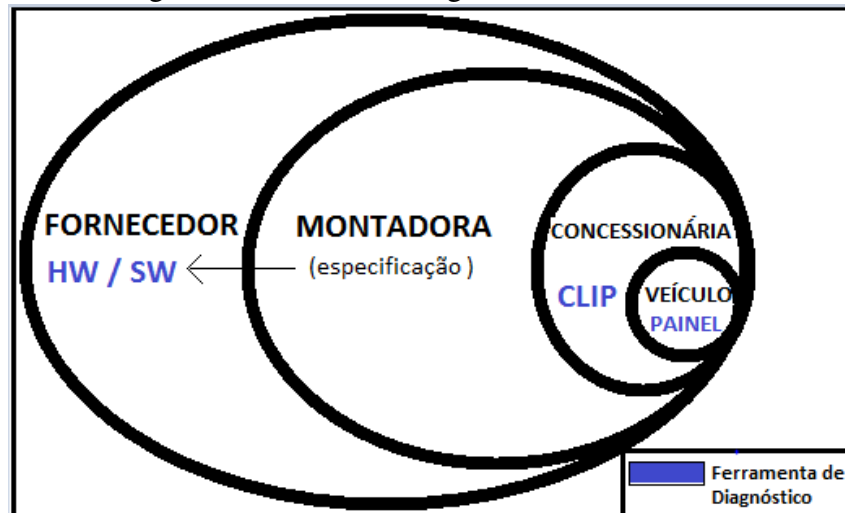 FORNECEDOR
HW / SW
MONTADORA
(especificação )
CONCESSIONÁRIA
CLIP
VEÍCULO
PAINEL
Ferramenta de
Diagnóstico